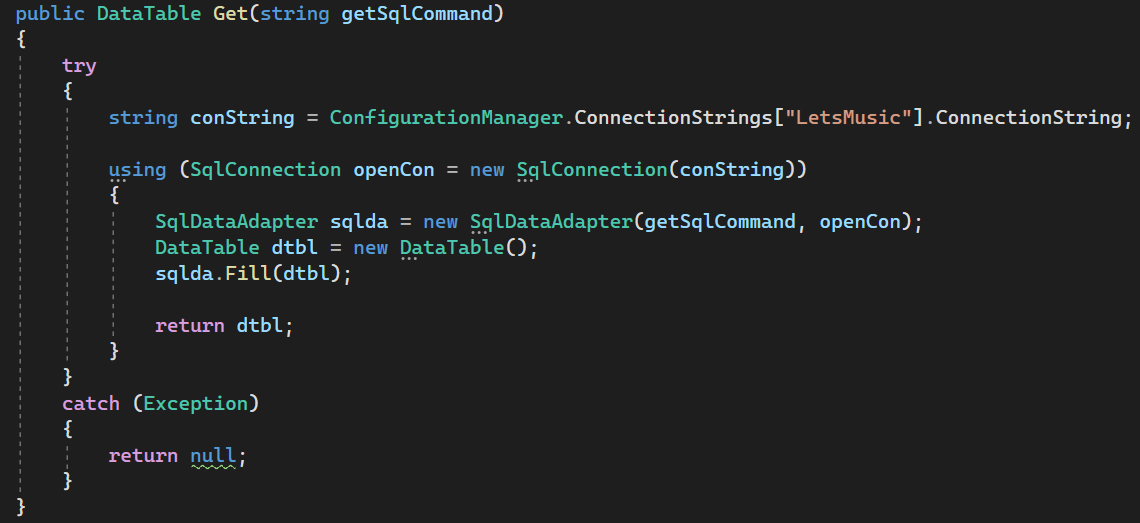 public DataTable Get(string getSqlCommand)
{
    try
    {
        string conString = ConfigurationManager.ConnectionStrings["LetsMusic"].ConnectionString;

        using (SqlConnection openCon = new SqlConnection(conString))
        {
            SqlDataAdapter sqlda = new SqlDataAdapter(getSqlCommand, openCon);
            DataTable dtbl = new DataTable();
            sqlda.Fill(dtbl);

            return dtbl;
        }
    }
    catch (Exception)
    {
        return null;
    }
}